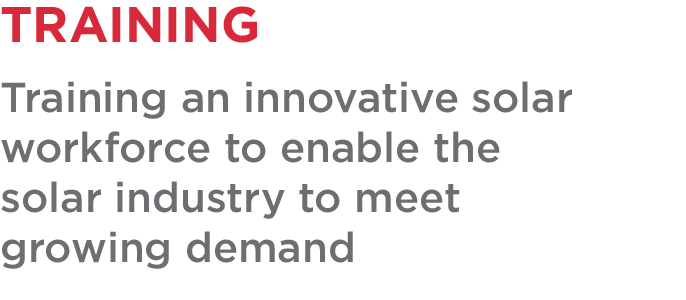 TRAINING
Training an innovative solar
workforce to enable the
solar industry to meet
growing demand